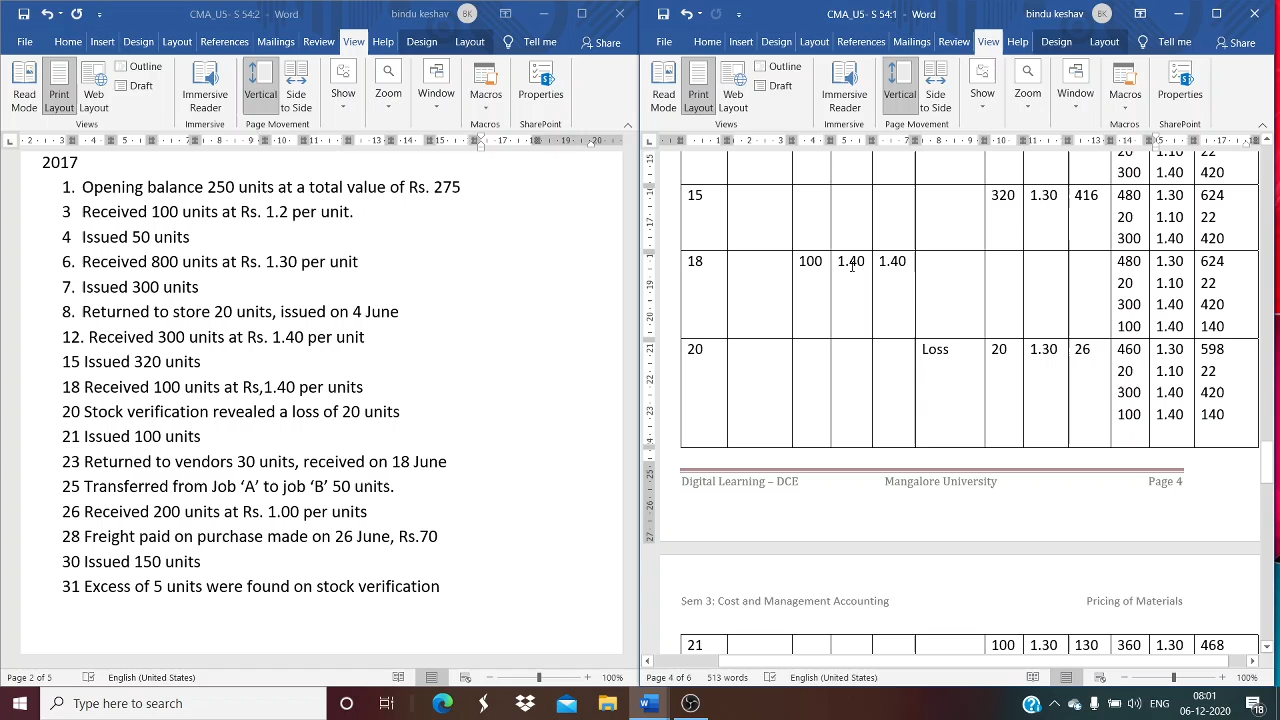 CMA_U5- S 54:2 - Word
bindu keshav
BK
File Home Insert Design Layout References Mailings Review View Help Design Layout Tell me Share
Read Mode
Print Layout
Web Layout
Outline
Draft
Views
Immersive Reader
Immersive
Vertical
Side to Side
Page Movement
Show
Zoom
Window
Macros
Macros
Properties
SharePoint
2017
1. Opening balance 250 units at a total value of Rs. 275
3 Received 100 units at Rs. 1.2 per unit.
4 Issued 50 units
6. Received 800 units at Rs. 1.30 per unit
7. Issued 300 units
8. Returned to store 20 units, issued on 4 June
12. Received 300 units at Rs. 1.40 per unit
15 Issued 320 units
18 Received 100 units at Rs,1.40 per units
20 Stock verification revealed a loss of 20 units
21 Issued 100 units
23 Returned to vendors 30 units, received on 18 June
25 Transferred from Job ‘A’ to job ‘B’ 50 units.
26 Received 200 units at Rs. 1.00 per units
28 Freight paid on purchase made on 26 June, Rs.70
30 Issued 150 units
31 Excess of 5 units were found on stock verification
Page 2 of 5
English (United States)
100%
CMA_U5- S 54:1 - Word
bindu keshav
BK
File Home Insert Design Layout References Mailings Review View Help Design Layout Tell me Share
Read Mode
Print Layout
Web Layout
Outline
Draft
Views
Immersive Reader
Immersive
Vertical
Side to Side
Page Movement
Show
Zoom
Window
Macros
Macros
Properties
SharePoint
20 1.10 22
300 1.40 420
15 320 1.30 416 480 1.30 624
20 1.10 22
300 1.40 420
18 100 1.40 1.40 480 1.30 624
20 1.10 22
300 1.40 420
100 1.40 140
20 Loss 20 1.30 26 460 1.30 598
20 1.10 22
300 1.40 420
100 1.40 140
Digital Learning – DCE Mangalore University Page 4
Sem 3: Cost and Management Accounting Pricing of Materials
21 100 1.30 130 360 1.30 468
Page 4 of 6
513 words
English (United States)
100%
Type here to search
ENG
08:01
06-12-2020
18